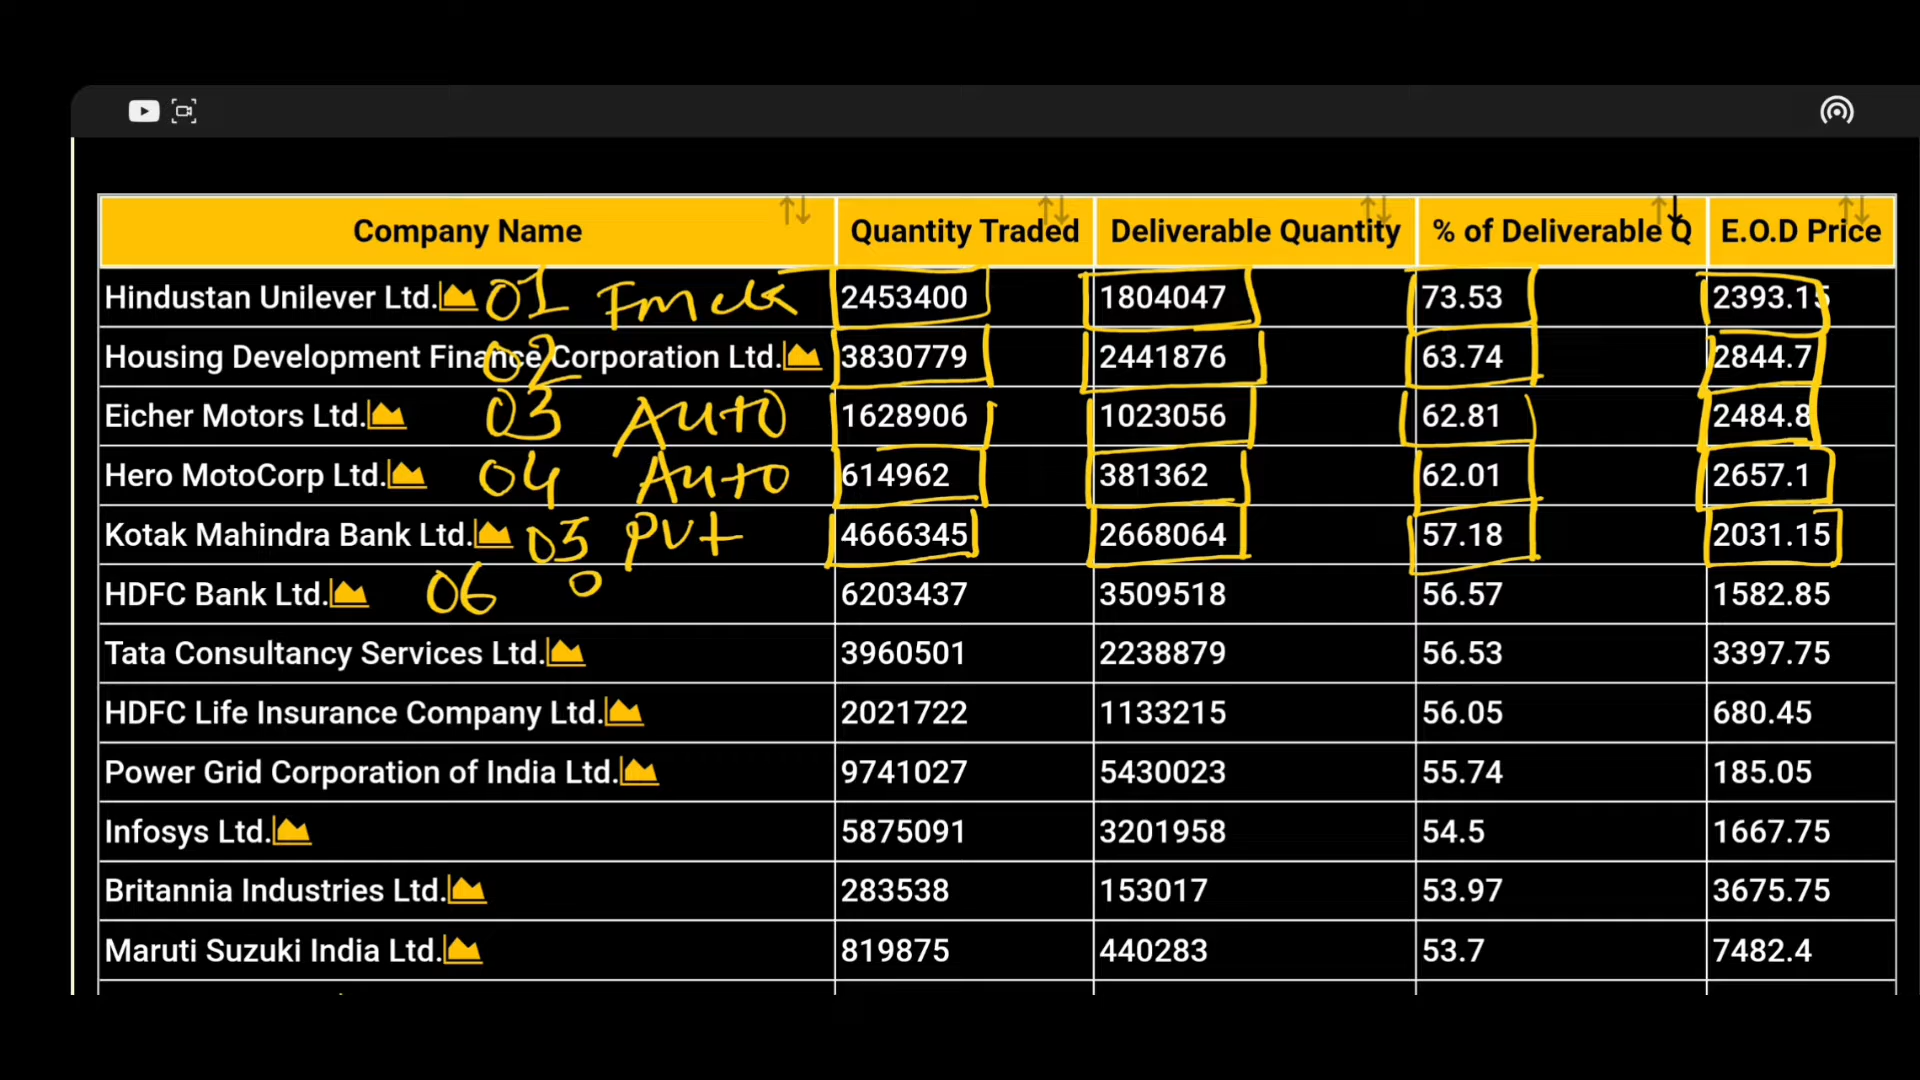 Company Name Quantity Traded Deliverable Quantity % of Deliverable Q E.O.D Price
Hindustan Unilever Ltd. 01 2453400 1804047 73.53 2393.15
Housing Development Finance Corporation Ltd. 02 3830779 2441876 63.74 2844.7
Eicher Motors Ltd. 03 Auto 1628906 1023056 62.81 2484.8
Hero MotoCorp Ltd. 04 Auto 614962 381362 62.01 2657.1
Kotak Mahindra Bank Ltd. 05 PVT 4666345 2668064 57.18 2031.15
HDFC Bank Ltd. 06 6203437 3509518 56.57 1582.85
Tata Consultancy Services Ltd. 3960501 2238879 56.53 3397.75
HDFC Life Insurance Company Ltd. 2021722 1133215 56.05 680.45
Power Grid Corporation of India Ltd. 9741027 5430023 55.74 185.05
Infosys Ltd. 5875091 3201958 54.5 1667.75
Britannia Industries Ltd. 283538 153017 53.97 3675.75
Maruti Suzuki India Ltd. 819875 440283 53.7 7482.4